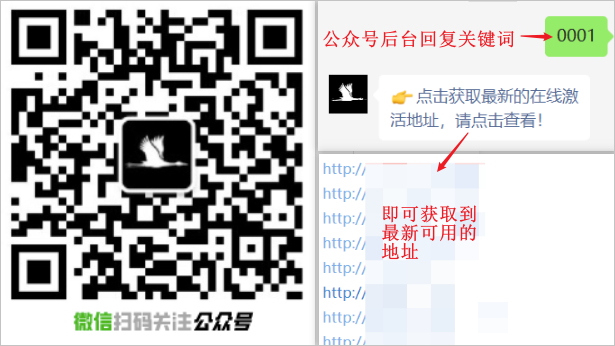 微信扫码关注公众号
公众号后台回复关键词
0001
👉点击获取最新的在线激
活地址，请点击查看！
http://
http://
http://
http://
http://
http://
http://
即可获取到
最新可用的
地址